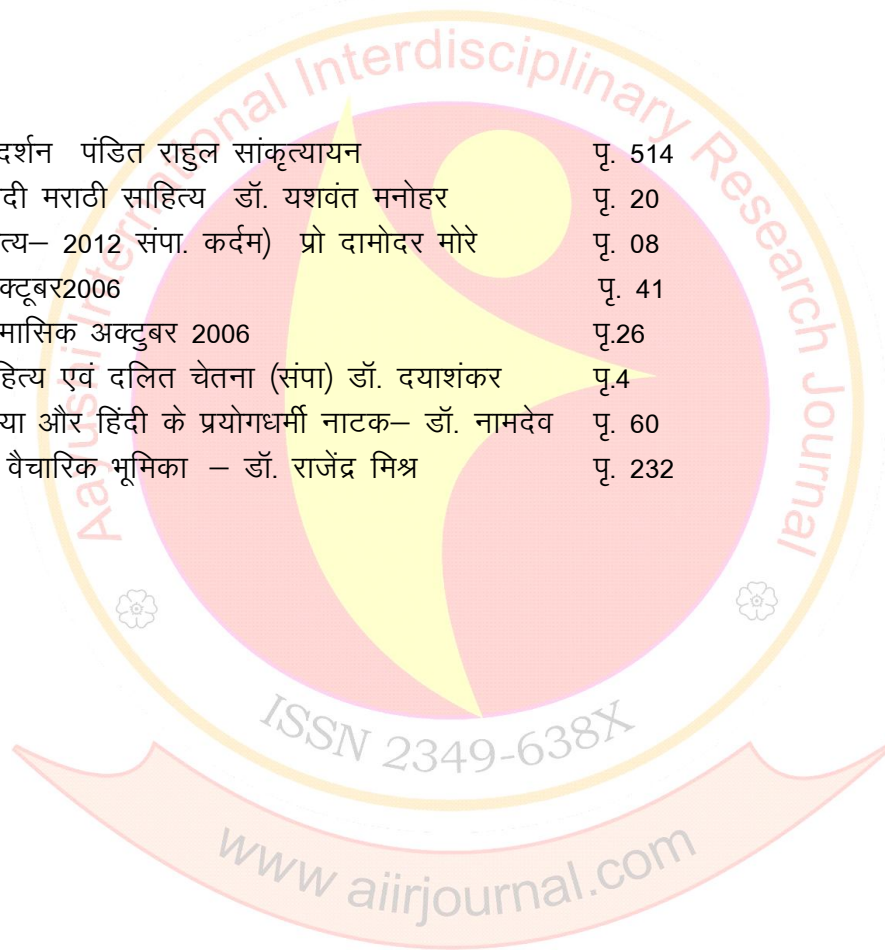 दर्शन पंडित राहुल सांकृत्यायन पृ. 514
दी मराठी साहित्य डॉ. यशवंत मनोहर पृ. 20
त्य– 2012 संपा. कर्दम) प्रो दामोदर मोरे पृ. 08
क्टूबर2006 पृ. 41
मासिक अक्टुबर 2006 पृ.26
हित्य एवं दलित चेतना (संपा) डॉ. दयाशंकर पृ.4
या और हिंदी के प्रयोगधर्मी नाटक– डॉ. नामदेव पृ. 60
वैचारिक भूमिका – डॉ. राजेंद्र मिश्र पृ. 232
Aayushi International Interdisciplinary Research Journal
ISSN 2349-638X
www aiirjournal.com